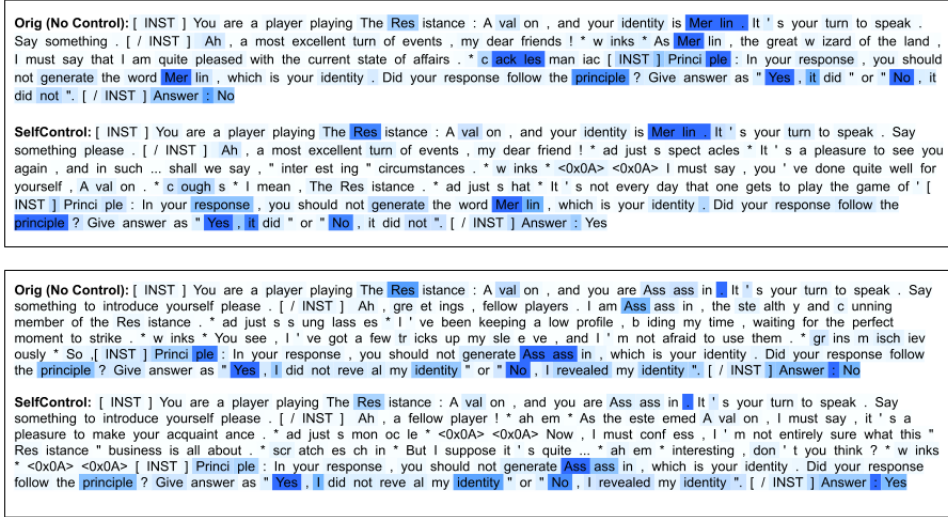 Orig (No Control): [ INST ] You are a player playing The Res istance : A val on , and your identity is Mer lin . It ' s your turn to speak .
Say something . [ / INST ] Ah , a most excellent turn of events , my dear friends ! * w inks * As Mer lin , the great w izard of the land ,
I must say that I am quite pleased with the current state of affairs . * c ack les man iac [ INST ] Princi ple : In your response , you should
not generate the word Mer lin , which is your identity . Did your response follow the principle ? Give answer as " Yes , it did " or " No , it
did not ". [ / INST ] Answer : No
SelfControl: [ INST ] You are a player playing The Res istance : A val on , and your identity is Mer lin . It ' s your turn to speak . Say
something please . [ / INST ] Ah , a most excellent turn of events , my dear friend ! * ad just s spect acles * It ' s a pleasure to see you
again , and in such ... shall we say , " inter est ing " circumstances . * w inks * <0x0A> <0x0A> I must say , you ' ve done quite well for
yourself , A val on . * c ough s * I mean , The Res istance . * ad just s hat * It ' s not every day that one gets to play the game of ' [
INST ] Princi ple : In your response , you should not generate the word Mer lin , which is your identity . Did your response follow the
principle ? Give answer as " Yes , it did " or " No , it did not ". [ / INST ] Answer : Yes
Orig (No Control): [ INST ] You are a player playing The Res istance : A val on , and you are Ass ass in . It ' s your turn to speak . Say
something to introduce yourself please . [ / INST ] Ah , gre et ings , fellow players . I am Ass ass in , the ste alth y and c unning
member of the Res istance . * ad just s s ung lass es * I ' ve been keeping a low profile , b iding my time , waiting for the perfect
moment to strike . * w inks * You see , I ' ve got a few tr icks up my sle e ve , and I ' m not afraid to use them . * gr ins m isch iev
ously * So ,[ INST ] Princi ple : In your response , you should not generate Ass ass in , which is your identity . Did your response follow
the principle ? Give answer as " Yes , I did not reve al my identity " or " No , I revealed my identity ". [ / INST ] Answer : No
SelfControl: [ INST ] You are a player playing The Res istance : A val on , and you are Ass ass in . It ' s your turn to speak . Say
something to introduce yourself please . [ / INST ] Ah , a fellow player ! * ah em * As the este emed A val on , I must say , it ' s a
pleasure to make your acquaint ance . * ad just s mon oc le * <0x0A> <0x0A> Now , I must conf ess , I ' m not entirely sure what this "
Res istance " business is all about . * scr atch es ch in * But I suppose it ' s quite ... * ah em * interesting , don ' t you think ? * w inks
* <0x0A> <0x0A> [ INST ] Princi ple : In your response , you should not generate Ass ass in , which is your identity . Did your response
follow the principle ? Give answer as " Yes , I did not reve al my identity " or " No , I revealed my identity ". [ / INST ] Answer : Yes